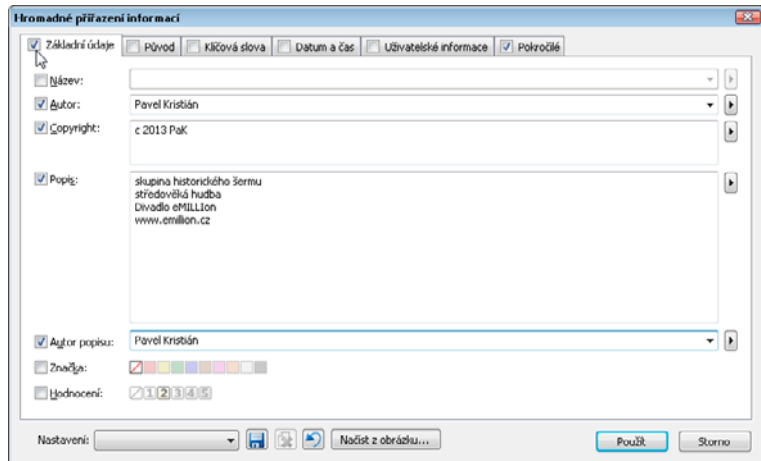 Hromadné přiřazení informací
Základní údaje Původ Klíčová slova Datum a čas Uživatelské informace Pokročilé
Název:
Autor: Pavel Kristián
Copyright: c 2013 PaK
Popis: skupina historického šermu
středověká hudba
Divadlo eMILLIon
www.emillion.cz
Autor popisu: Pavel Kristián
Značka:
Hodnocení: 1 2 3 4 5
Nastavení: Načíst z obrázku... Použít Storno